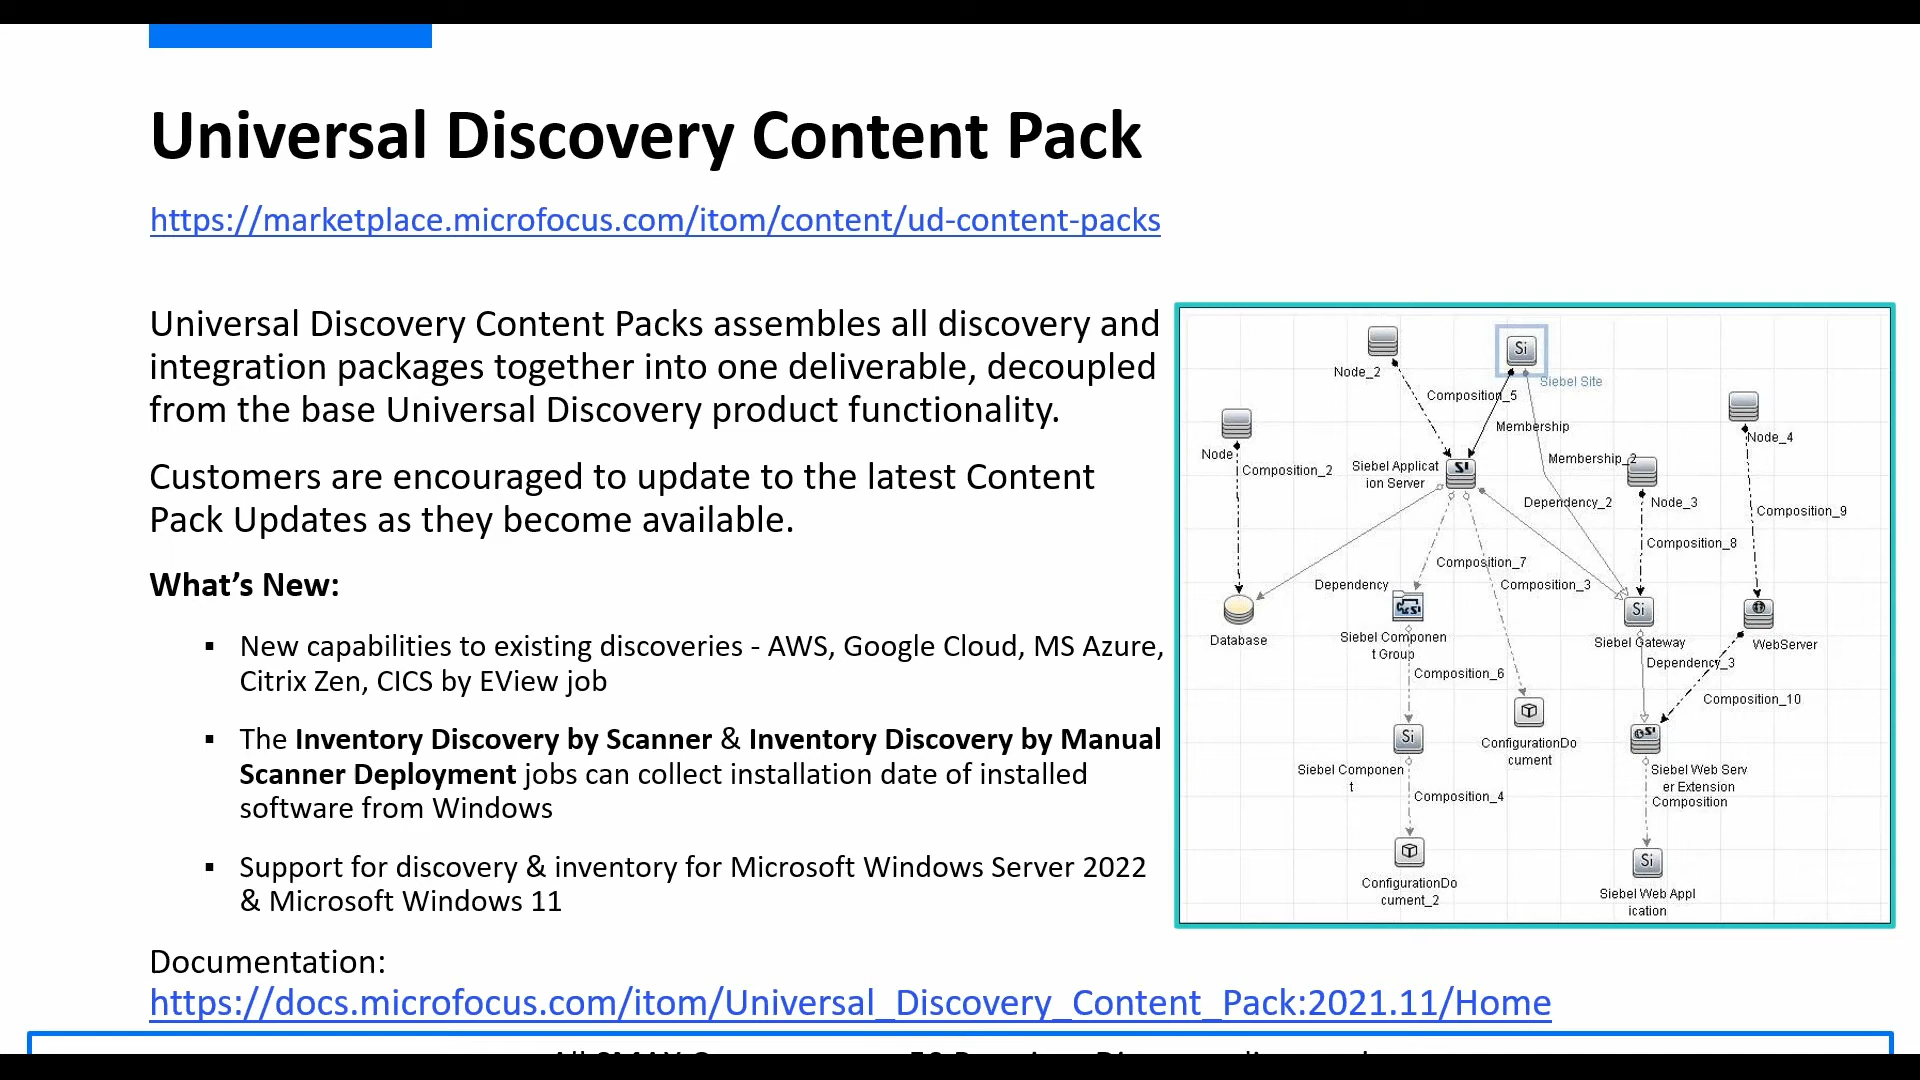 Universal Discovery Content Pack
https://marketplace.microfocus.com/itom/content/ud-content-packs
Universal Discovery Content Packs assembles all discovery and
integration packages together into one deliverable, decoupled
from the base Universal Discovery product functionality.
Customers are encouraged to update to the latest Content
Pack Updates as they become available.
What's New:
▪ New capabilities to existing discoveries - AWS, Google Cloud, MS Azure,
Citrix Zen, CICS by EView job
▪ The Inventory Discovery by Scanner & Inventory Discovery by Manual
Scanner Deployment jobs can collect installation date of installed
software from Windows
▪ Support for discovery & inventory for Microsoft Windows Server 2022
& Microsoft Windows 11
Documentation:
https://docs.microfocus.com/itom/Universal_Discovery_Content_Pack:2021.11/Home
Si
Node_2
Siebel Site
Composition_5
Membership
Node_4
Node
Composition_2
Siebel Applicat
ion Server
SI
Membership_2
Dependency_2
Node_3
Composition_9
Composition_8
Composition_7
Dependency
Composition_3
Database
SI
Siebel Componen
t Group
Si
Siebel Gateway
WebServer
Dependency_3
Composition_6
Composition_10
Si
ConfigurationDo
cument
SI
Siebel Componen
t
Siebel Web Serv
er Extension
Composition
Composition_4
Si
ConfigurationDo
cument_2
Siebel Web Appl
ication